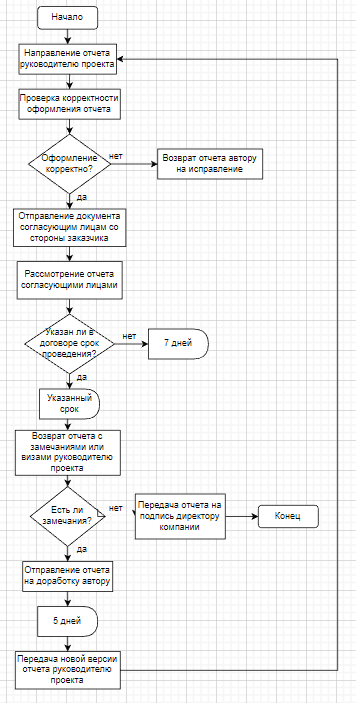 Начало
Направление отчета
руководителю проекта
Проверка корректности
оформления отчета
Оформление
корректно?
нет
Возврат отчета автору
на исправление
да
Отправление документа
согласующим лицам со
стороны заказчика
Рассмотрение отчета
согласующими лицами
Указан ли в
договоре срок
проведения?
нет
7 дней
да
Указанный
срок
Возврат отчета с
замечаниями или
визами руководителю
проекта
Есть ли
замечания?
нет
Передача отчета на
подпись директору
компании
Конец
да
Отправление отчета
на доработку автору
5 дней
Передача новой версии
отчета руководителю
проекта